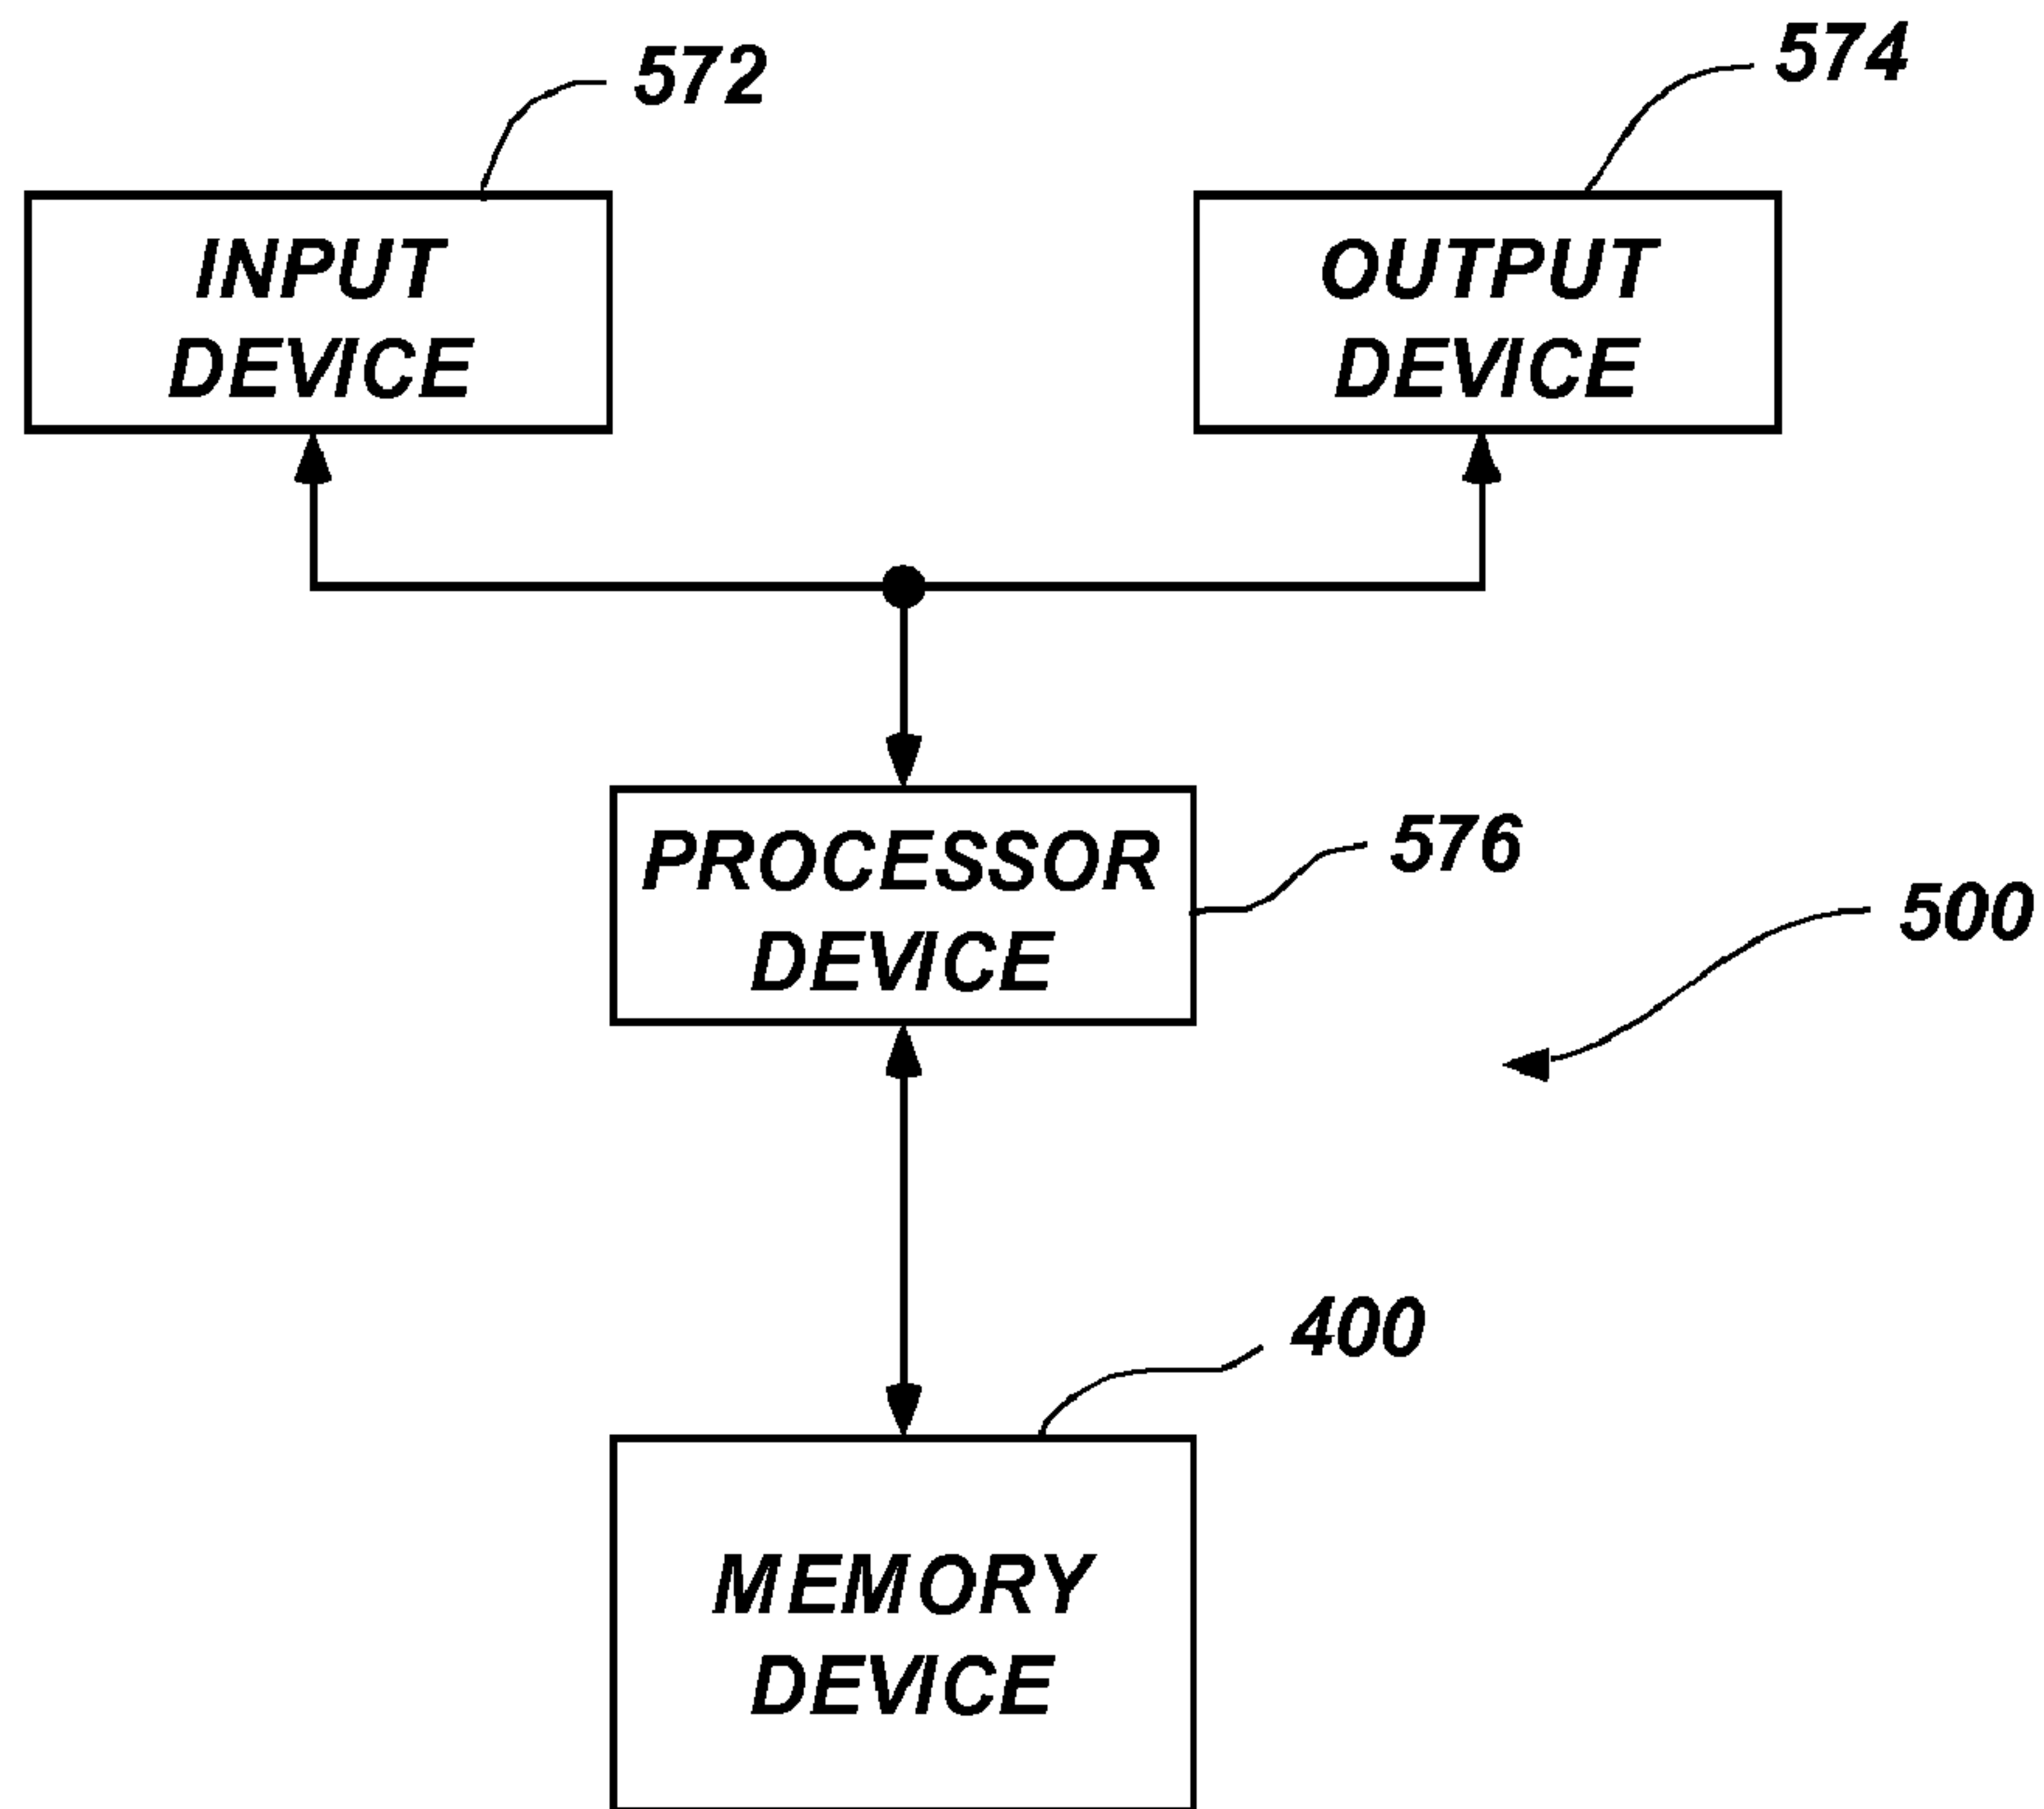 572
574
INPUT
DEVICE
OUTPUT
DEVICE
PROCESSOR
DEVICE
576
500
400
MEMORY
DEVICE